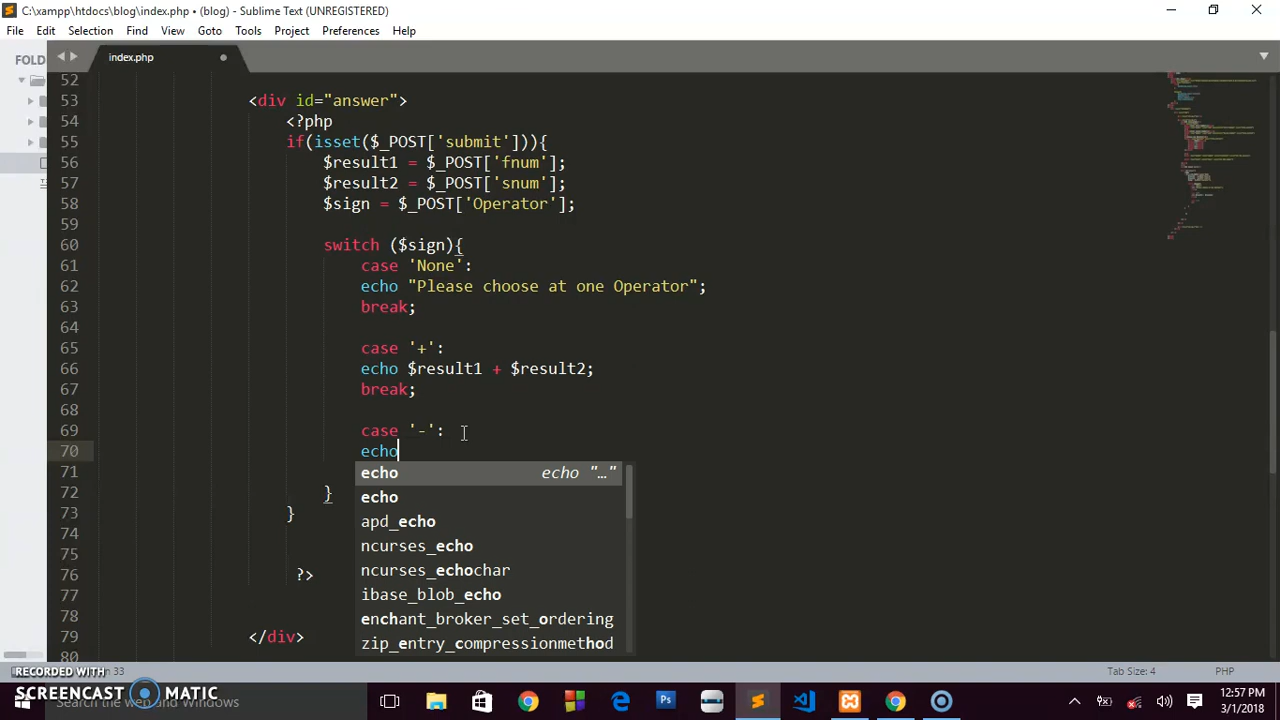 C:\xampp\htdocs\blog\index.php • (blog) - Sublime Text (UNREGISTERED)
File Edit Selection Find View Goto Tools Project Preferences Help
FOLD
index.php
52
53 <div id="answer">
54 <?php
55 if(isset($_POST['submit'])){
56 $result1 = $_POST['fnum'];
57 $result2 = $_POST['snum'];
58 $sign = $_POST['Operator'];
59
60 switch ($sign){
61 case 'None':
62 echo "Please choose at one Operator";
63 break;
64
65 case '+':
66 echo $result1 + $result2;
67 break;
68
69 case '-':
70 echo
71
72 }
73 }
74
75
76 ?>
77
78
79 </div>
80
echo echo "…"
echo
apd_echo
ncurses_echo
ncurses_echochar
ibase_blob_echo
enchant_broker_set_ordering
zip_entry_compressionmethod
33 Tab Size: 4 PHP
RECORDED WITH
SCREENCAST MATIC
Search the web and Windows
12:57 PM
3/1/2018